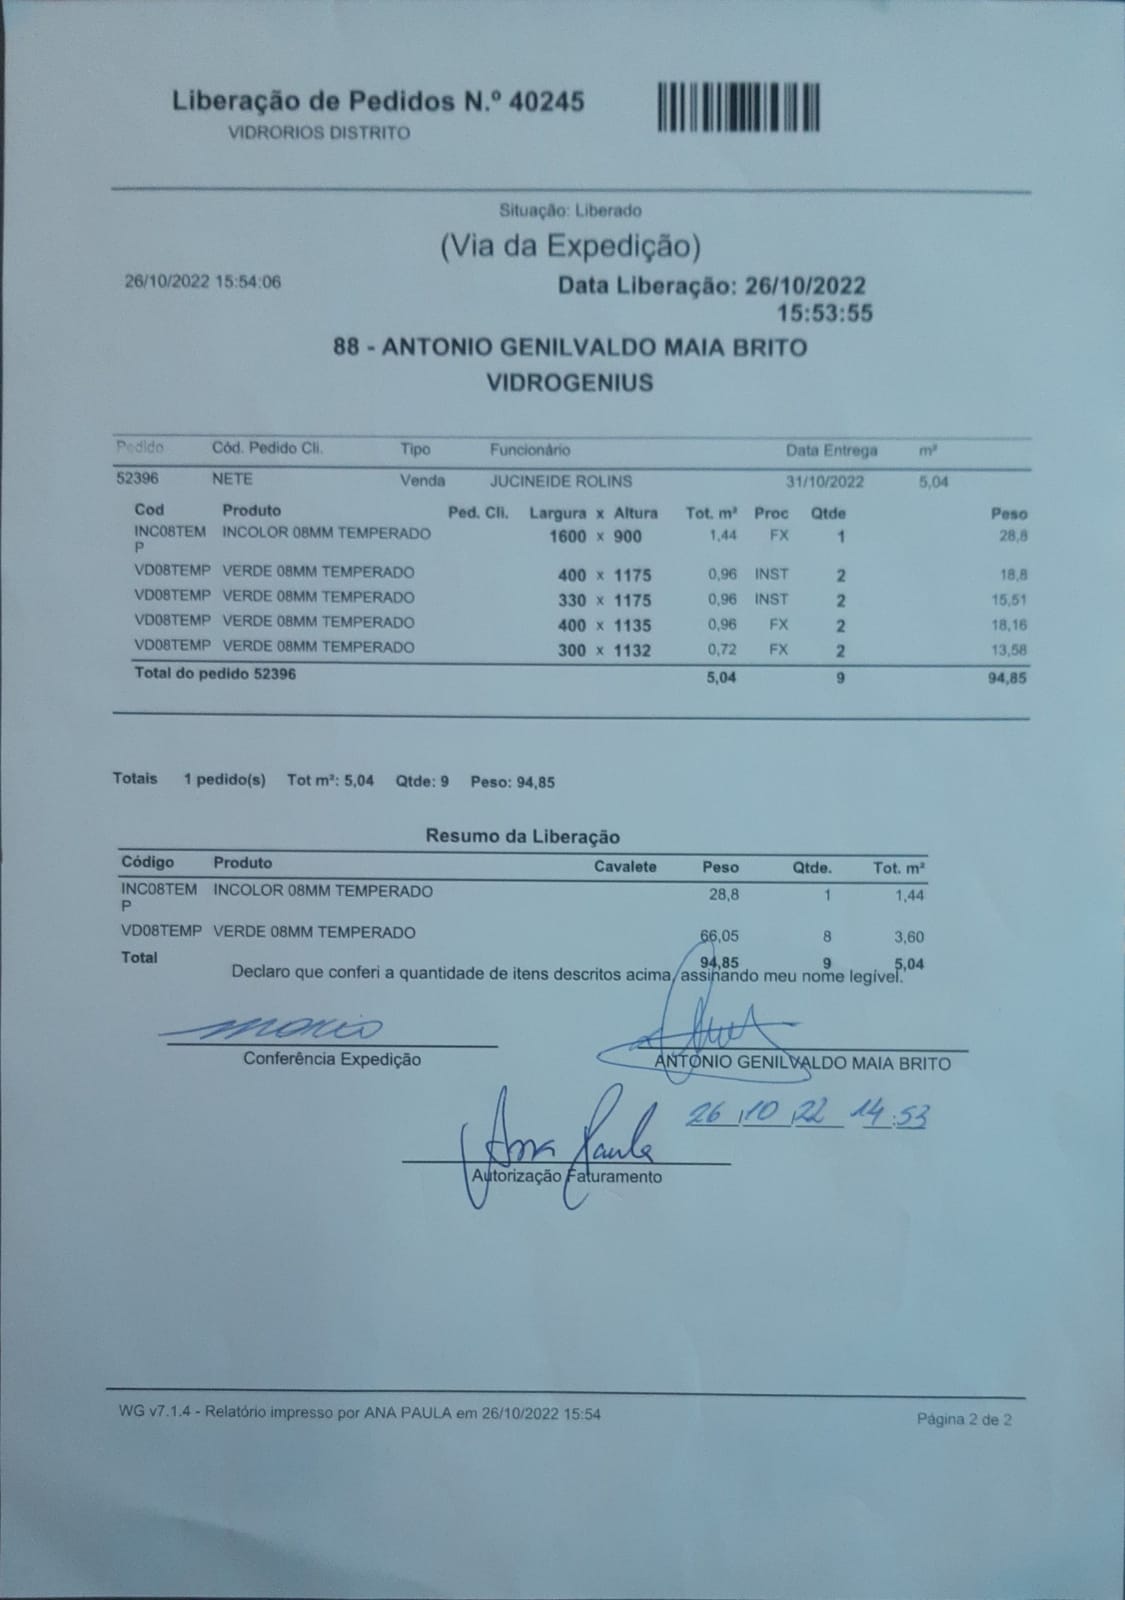 Liberação de Pedidos N.º 40245
VIDRORIOS DISTRITO
Situação: Liberado
(Via da Expedição)
26/10/2022 15:54:06
Data Liberação: 26/10/2022
15:53:55
88 - ANTONIO GENILVALDO MAIA BRITO
VIDROGENIUS
Pedido Cód. Pedido Cli. Tipo Funcionário Data Entrega m²
52396 NETE Venda JUCINEIDE ROLINS 31/10/2022 5,04
Cod Produto Ped. Cli. Largura x Altura Tot. m² Proc Qtde Peso
INC08TEM INCOLOR 08MM TEMPERADO 1600 x 900 1,44 FX 1 28,8
P
VD08TEMP VERDE 08MM TEMPERADO 400 x 1175 0,96 INST 2 18,8
VD08TEMP VERDE 08MM TEMPERADO 330 x 1175 0,96 INST 2 15,51
VD08TEMP VERDE 08MM TEMPERADO 400 x 1135 0,96 FX 2 18,16
VD08TEMP VERDE 08MM TEMPERADO 300 x 1132 0,72 FX 2 13,58
Total do pedido 52396 5,04 9 94,85
Totais 1 pedido(s) Tot m²: 5,04 Qtde: 9 Peso: 94,85
Resumo da Liberação
Código Produto Cavalete Peso Qtde. Tot. m²
INC08TEM INCOLOR 08MM TEMPERADO 28,8 1 1,44
P
VD08TEMP VERDE 08MM TEMPERADO 66,05 8 3,60
Total 94,85 9 5,04
Declaro que conferi a quantidade de itens descritos acima, assinando meu nome legível.
Conferência Expedição
ANTONIO GENILVALDO MAIA BRITO
26/10/22 14:53
Ana Paula
Autorização Faturamento
WG v7.1.4 - Relatório impresso por ANA PAULA em 26/10/2022 15:54
Página 2 de 2